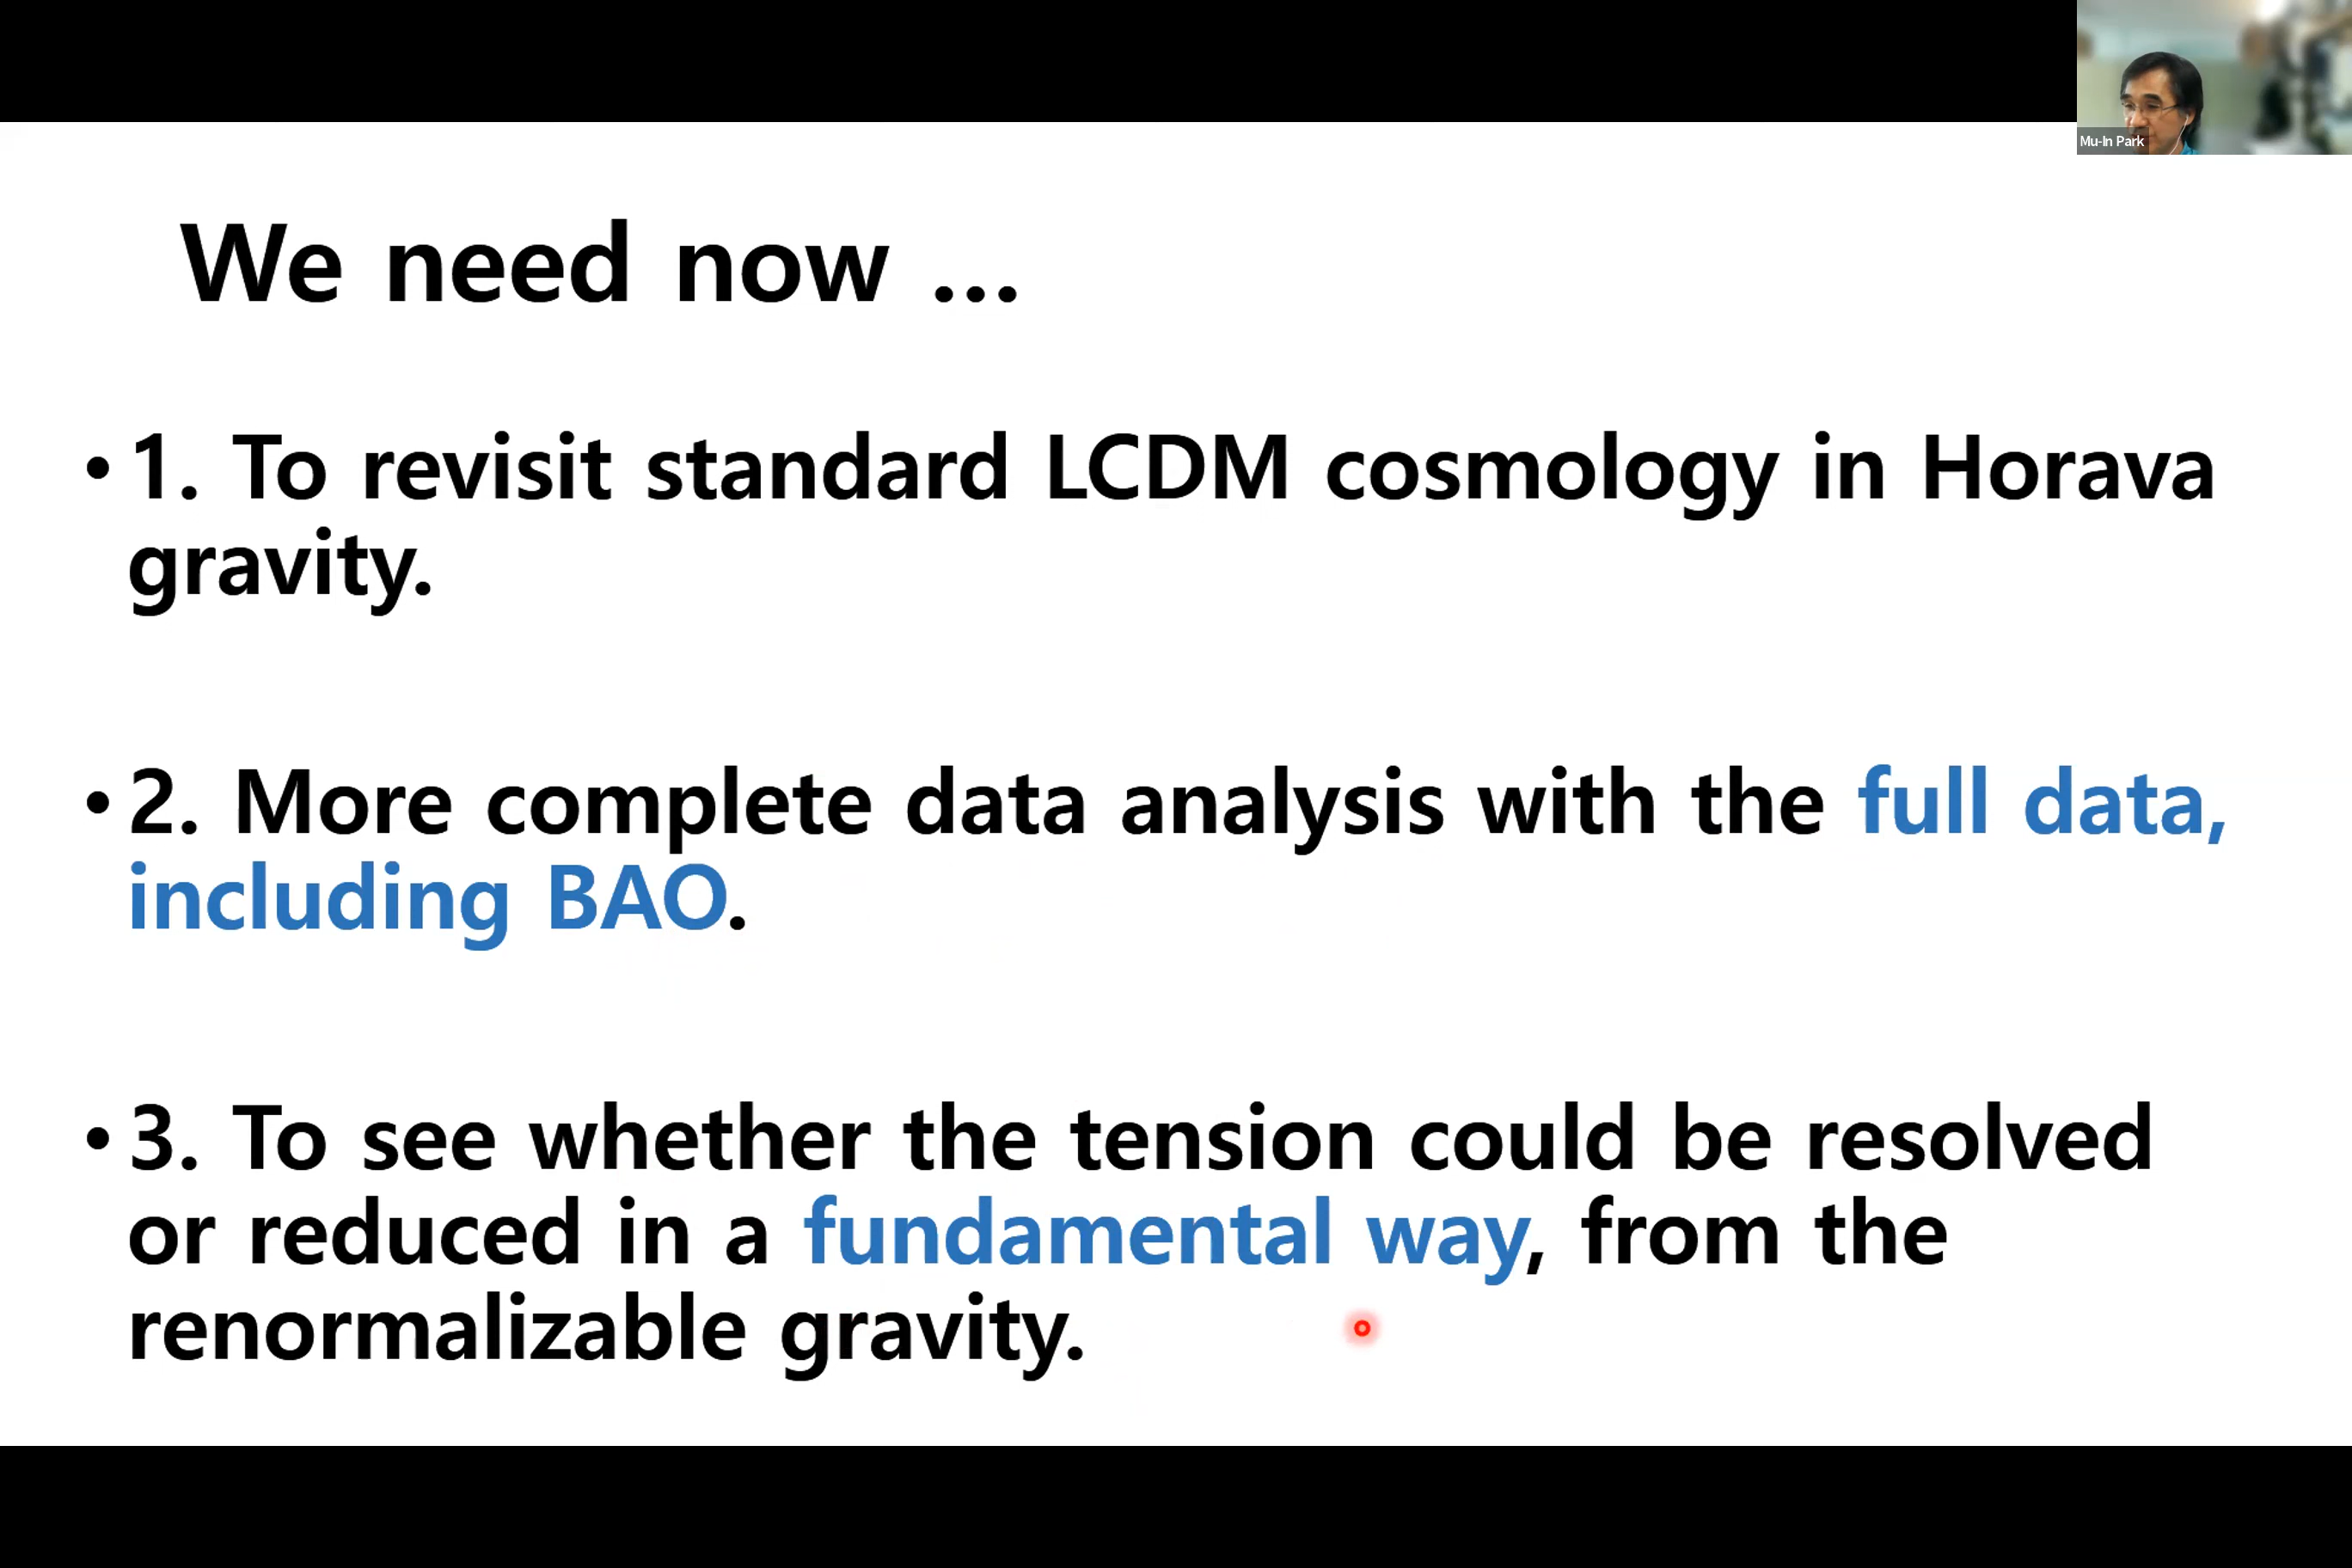 Mu-In Park
We need now ...
• 1. To revisit standard LCDM cosmology in Horava
gravity.
• 2. More complete data analysis with the full data,
including BAO.
• 3. To see whether the tension could be resolved
or reduced in a fundamental way, from the
renormalizable gravity.